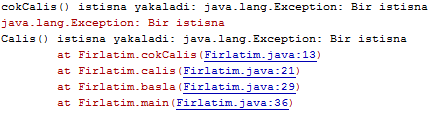 cokCalis() istisna yakaladi: java.lang.Exception: Bir istisna
java.lang.Exception: Bir istisna
Calis() istisna yakaladi: java.lang.Exception: Bir istisna
at Firlatim.cokCalis(Firlatim.java:13)
at Firlatim.calis(Firlatim.java:21)
at Firlatim.basla(Firlatim.java:29)
at Firlatim.main(Firlatim.java:36)